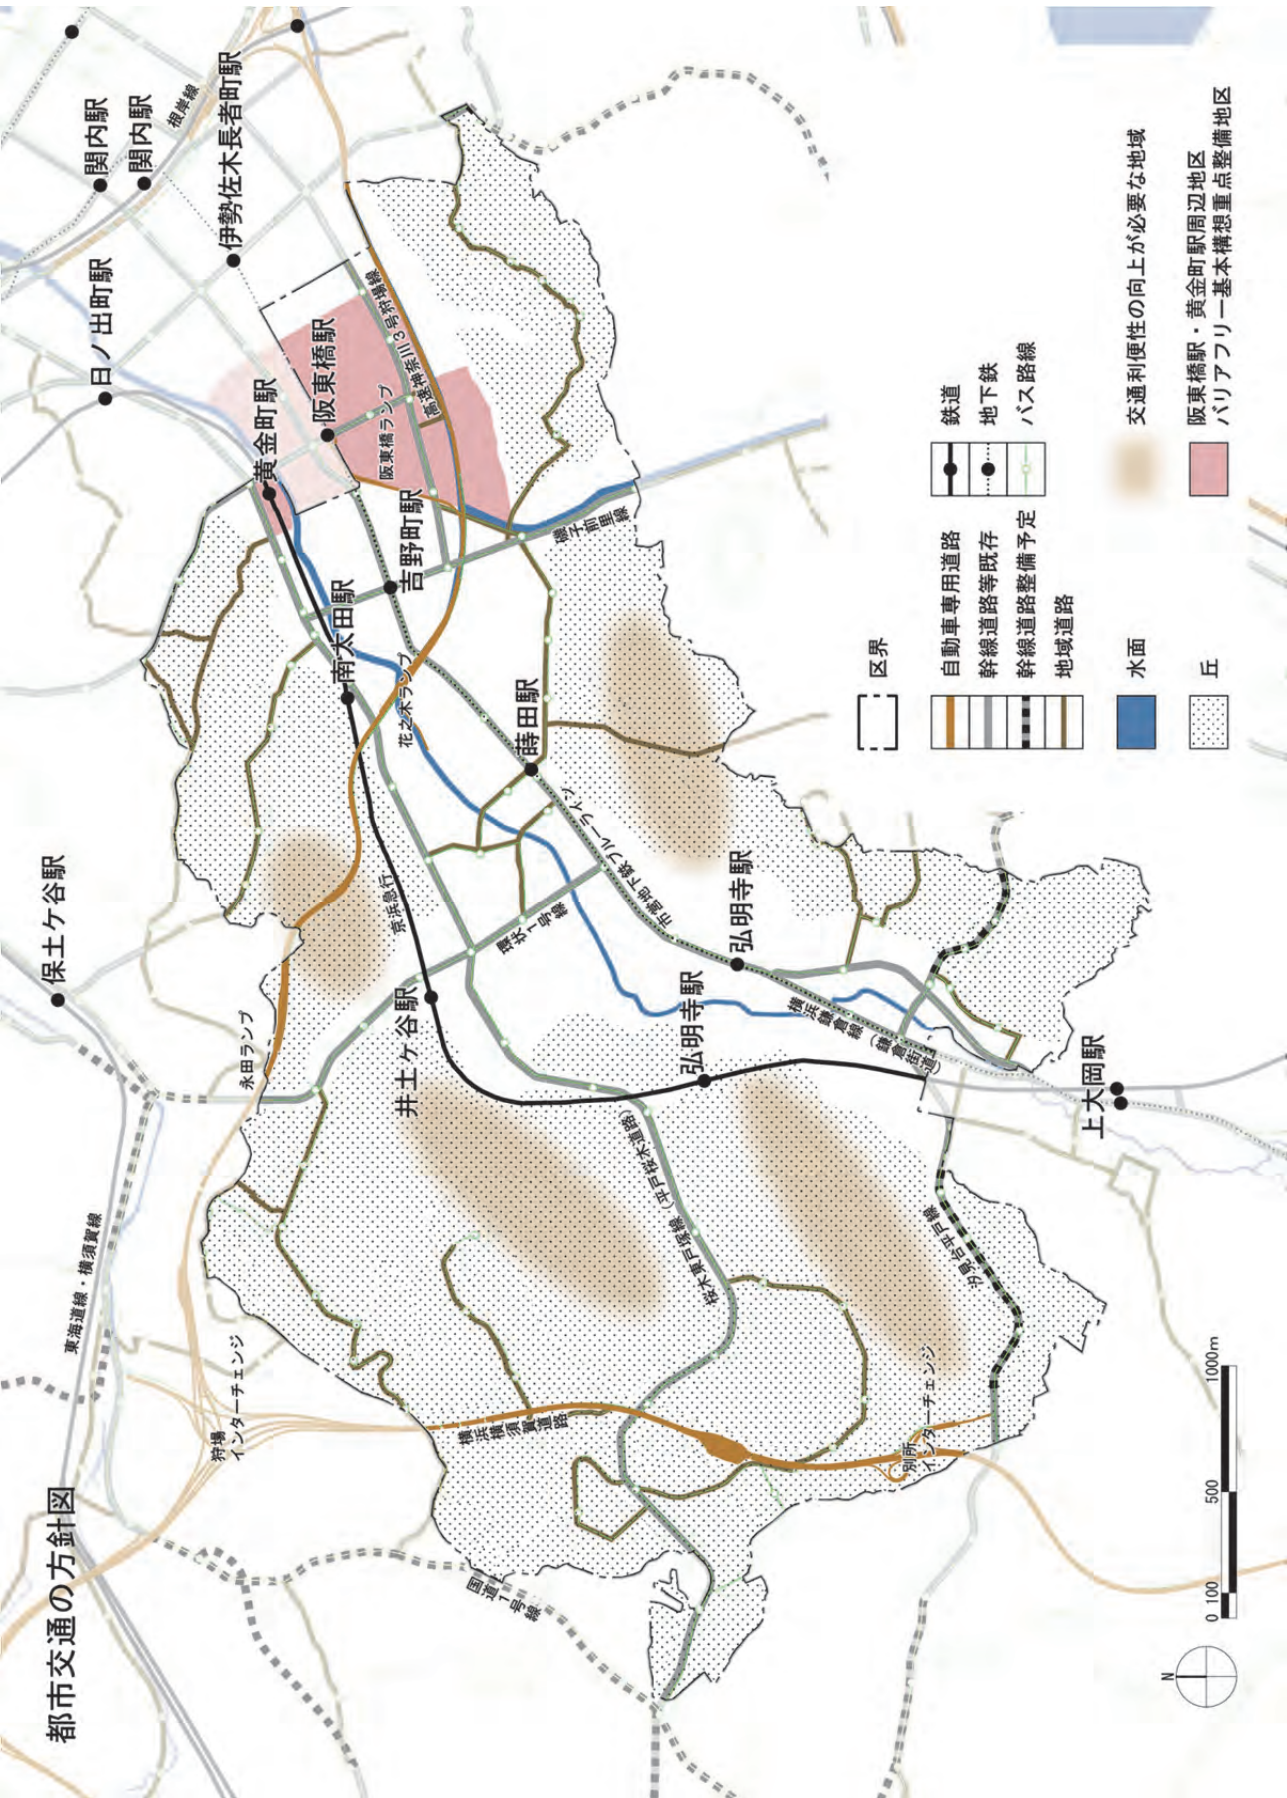 都市交通の方針図
関内駅
関内駅
根岸線
伊勢佐木長者町駅
日ノ出町駅
黄金町駅
阪東橋駅
高速神奈川3号狩場線
阪東橋ランプ
吉野町駅
磯子前里線
南太田駅
花之木ランプ
蒔田駅
市営地下鉄ブルーライン
保土ケ谷駅
京浜急行
環状1号線
井土ケ谷駅
永田ランプ
弘明寺駅
弘明寺駅
横浜鎌倉線
(鎌倉街道)
上大岡駅
東海道線・横須賀線
桜木東戸塚線(平戸桜木道路)
汐見台平戸線
狩場
インターチェンジ
横浜横須賀道路
別所
インターチェンジ
国道1号線
区界
自動車専用道路
幹線道路等既存
幹線道路整備予定
地域道路
水面
丘
鉄道
地下鉄
バス路線
交通利便性の向上が必要な地域
阪東橋駅・黄金町駅周辺地区
バリアフリー基本構想重点整備地区
N
0 100 500 1000m